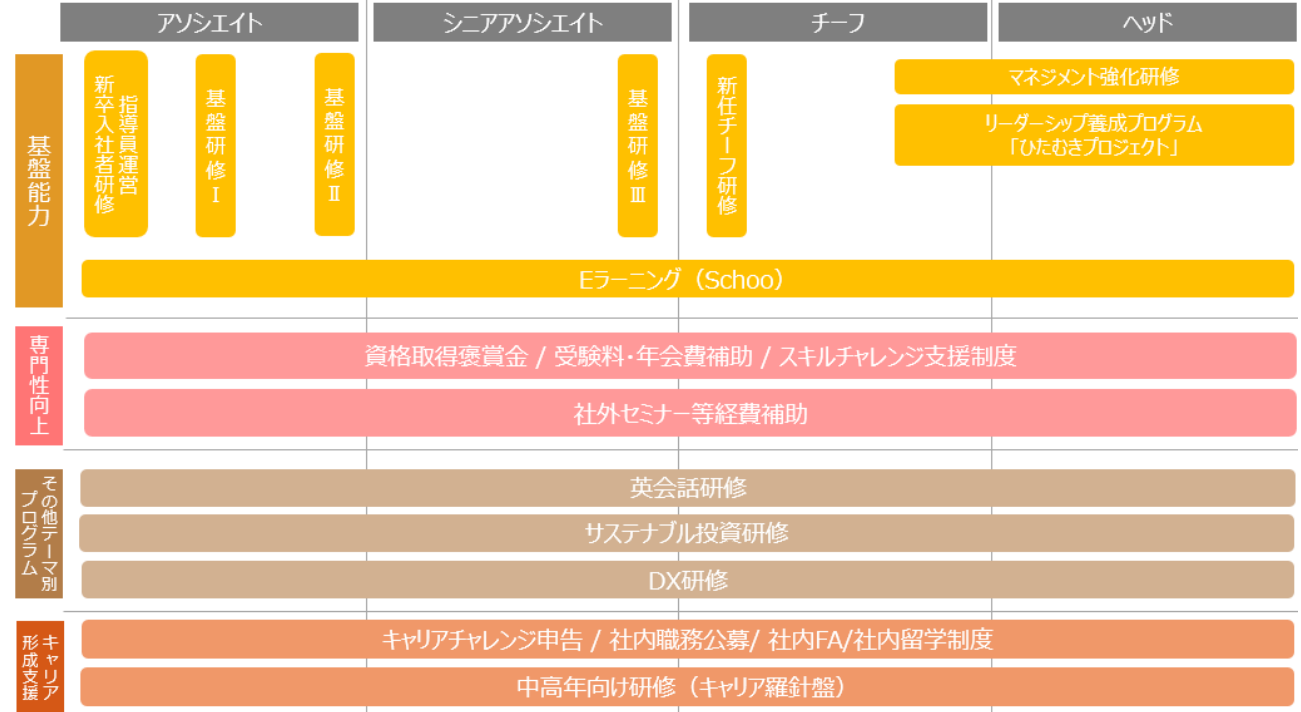 アソシエイト
シニアアソシエイト
チーフ
ヘッド
基盤能力
指導員運営
新卒入社者研修
基盤研修Ⅰ
基盤研修Ⅱ
基盤研修Ⅲ
新任チーフ研修
マネジメント強化研修
リーダーシップ養成プログラム
「ひたむきプロジェクト」
Eラーニング（Schoo）
専門性向上
資格取得褒賞金 / 受験料・年会費補助 / スキルチャレンジ支援制度
社外セミナー等経費補助
その他テーマ別
プログラム
英会話研修
サステナブル投資研修
DX研修
キャリア
形成支援
キャリアチャレンジ申告 / 社内職務公募/ 社内FA/社内留学制度
中高年向け研修（キャリア羅針盤）